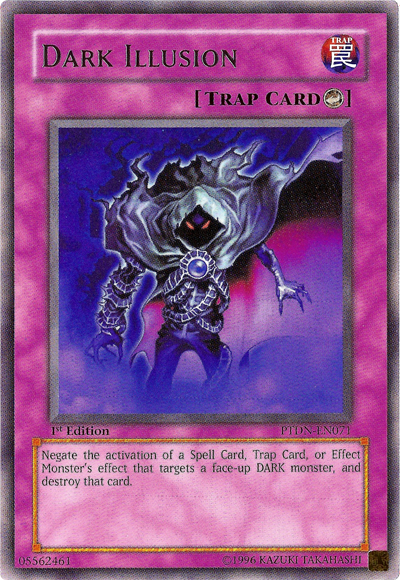 DARK ILLUSION
TRAP
罠
[TRAP CARD]
1st Edition
PTDN-EN071
Negate the activation of a Spell Card, Trap Card, or Effect
Monster's effect that targets a face-up DARK monster, and
destroy that card.
05562461
©1996 KAZUKI TAKAHASHI